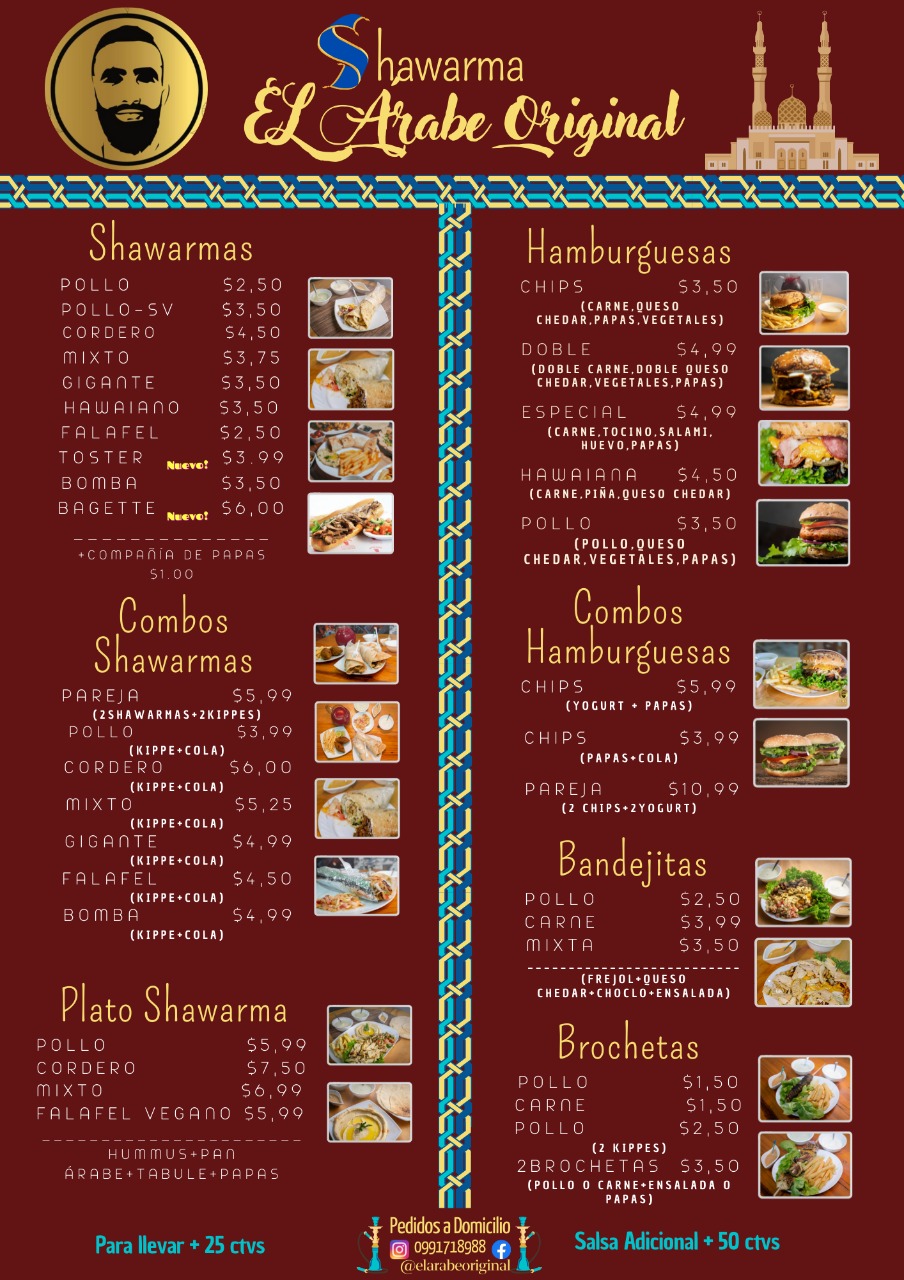 Shawarma
EL Árabe Original
Shawarmas
POLLO $2,50
POLLO-SV $3,50
CORDERO $4,50
MIXTO $3,75
GIGANTE $3,50
HAWAIANO $3,50
FALAFEL $2,50
TOSTER Nuevo! $3.99
BOMBA $3,50
BAGETTE Nuevo! $6,00
+COMPAÑÍA DE PAPAS
$1.00
Combos
Shawarmas
PAREJA $5,99
(2SHAWARMAS+2KIPPES)
POLLO $3,99
(KIPPE+COLA)
CORDERO $6,00
(KIPPE+COLA)
MIXTO $5,25
(KIPPE+COLA)
GIGANTE $4,99
(KIPPE+COLA)
FALAFEL $4,50
(KIPPE+COLA)
BOMBA $4,99
(KIPPE+COLA)
Plato Shawarma
POLLO $5,99
CORDERO $7,50
MIXTO $6,99
FALAFEL VEGANO $5,99
HUMMUS+PAN
ÁRABE+TABULE+PAPAS
Hamburguesas
CHIPS $3,50
(CARNE,QUESO
CHEDAR,PAPAS,VEGETALES)
DOBLE $4,99
(DOBLE CARNE,DOBLE QUESO
CHEDAR,VEGETALES,PAPAS)
ESPECIAL $4,99
(CARNE,TOCINO,SALAMI,
HUEVO,PAPAS)
HAWAIANA $4,50
(CARNE,PIÑA,QUESO CHEDAR)
POLLO $3,50
(POLLO,QUESO
CHEDAR,VEGETALES,PAPAS)
Combos
Hamburguesas
CHIPS $5,99
(YOGURT + PAPAS)
CHIPS $3,99
(PAPAS+COLA)
PAREJA $10,99
(2 CHIPS+2YOGURT)
Bandejitas
POLLO $2,50
CARNE $3,99
MIXTA $3,50
(FREJOL+QUESO
CHEDAR+CHOCLO+ENSALADA)
Brochetas
POLLO $1,50
CARNE $1,50
POLLO $2,50
(2 KIPPES)
2BROCHETAS $3,50
(POLLO O CARNE+ENSALADA O
PAPAS)
Para llevar + 25 ctvs
Pedidos a Domicilio
0991718988
@elarabeoriginal
Salsa Adicional + 50 ctvs